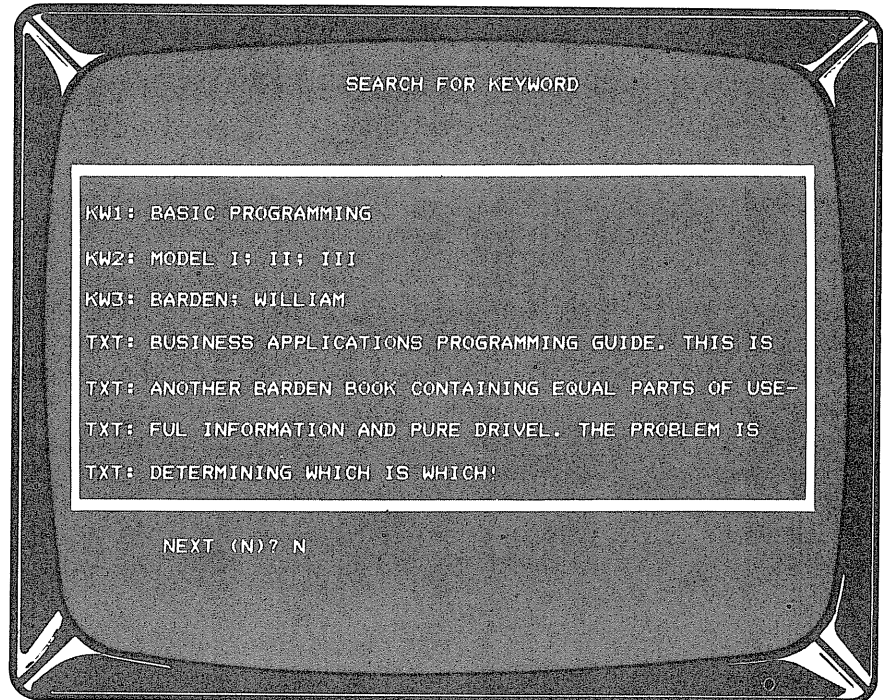 SEARCH FOR KEYWORD
KW1: BASIC PROGRAMMING
KW2: MODEL I; II; III
KW3: BARDEN; WILLIAM
TXT: BUSINESS APPLICATIONS PROGRAMMING GUIDE. THIS IS
TXT: ANOTHER BARDEN BOOK CONTAINING EQUAL PARTS OF USE-
TXT: FUL INFORMATION AND PURE DRIVEL. THE PROBLEM IS
TXT: DETERMINING WHICH IS WHICH!
NEXT (N)? N